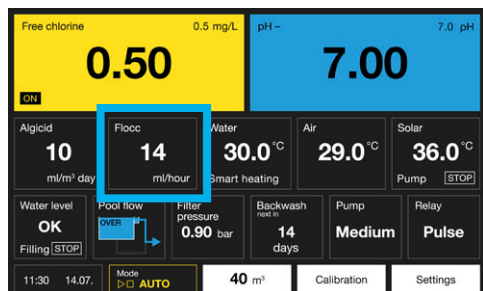 Free chlorine 0.5 mg/L pH – 7.0 pH
0.50 7.00
ON
Algicid Flocc Water Air Solar
10 14 30.0 °C 29.0 °C 36.0 °C
ml/m³ day ml/hour Smart heating Pump STOP
Water level Pool flow Filter pressure Backwash next in Pump Relay
OK OVER 0.90 bar 14 days Medium Pulse
Filling STOP
11:30 14.07. Mode AUTO 40 m³ Calibration Settings